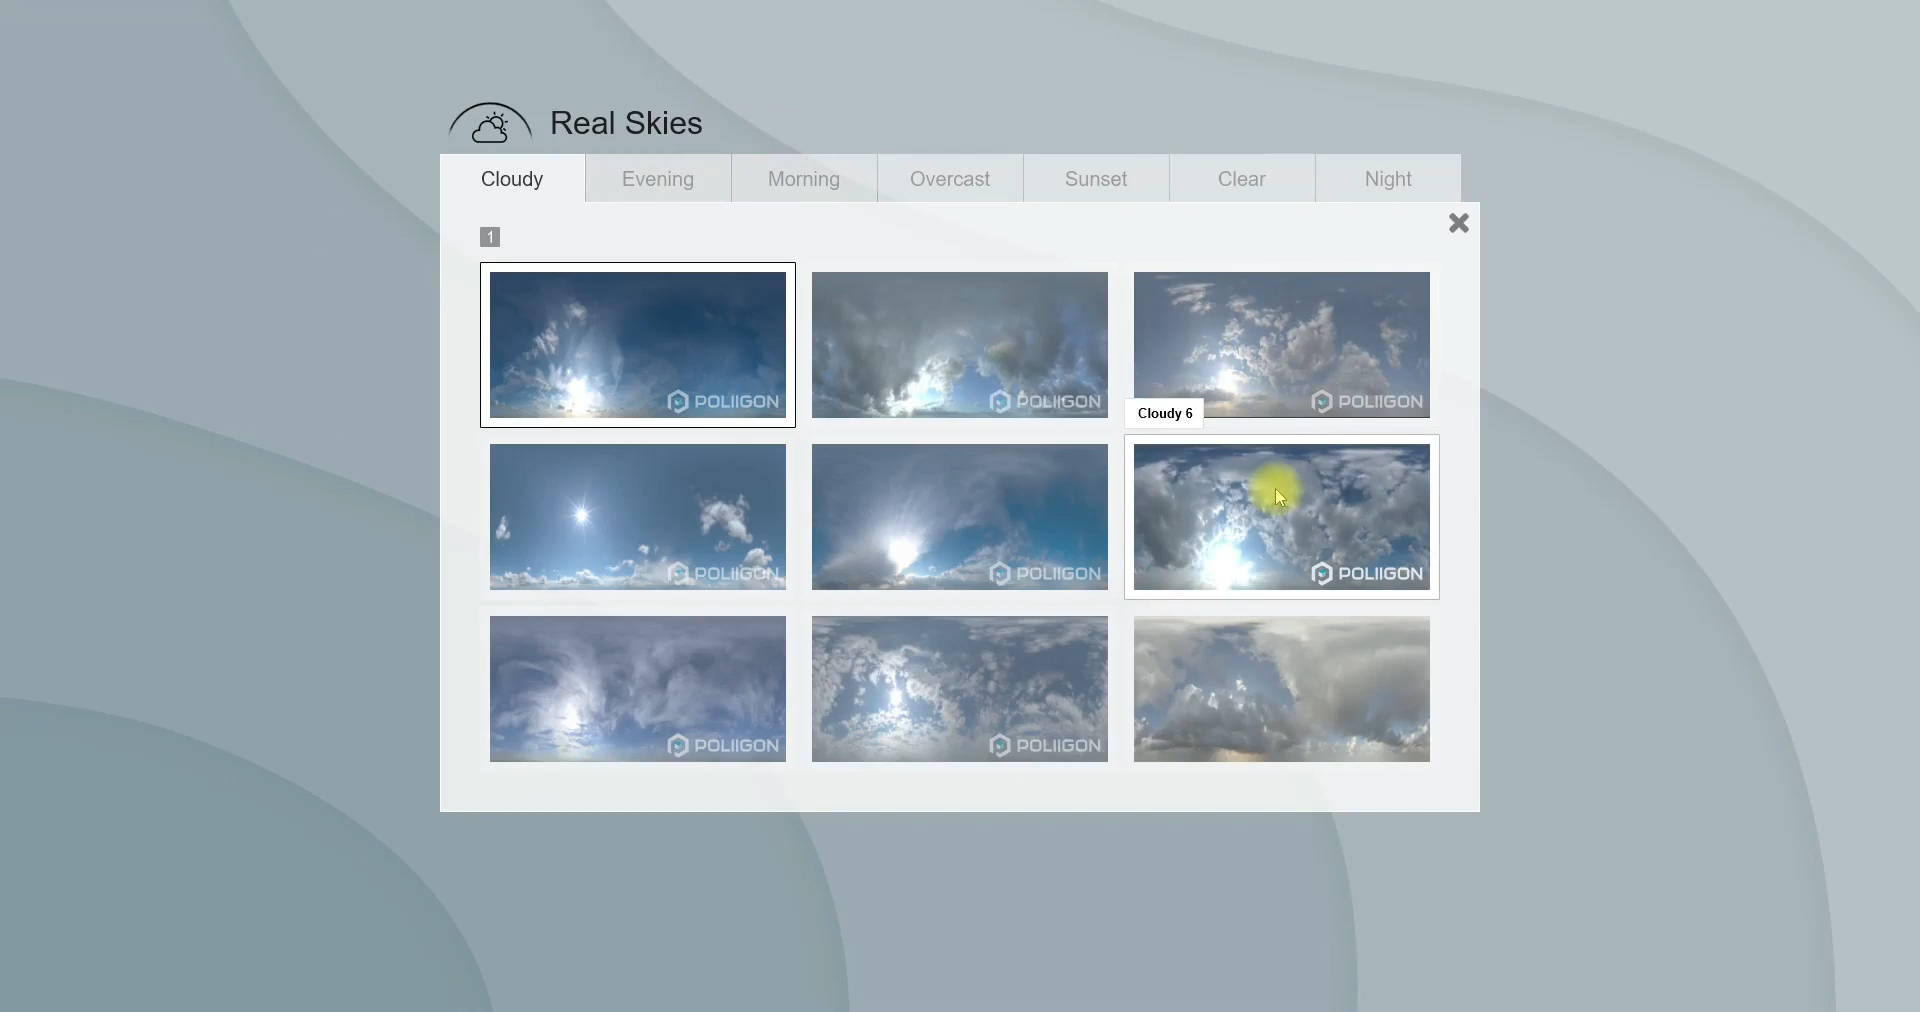 Real Skies
Cloudy
Evening
Morning
Overcast
Sunset
Clear
Night
1
POLIIGON
POLIIGON
POLIIGON
Cloudy 6
POLIIGON
POLIIGON
POLIIGON
POLIIGON
POLIIGON